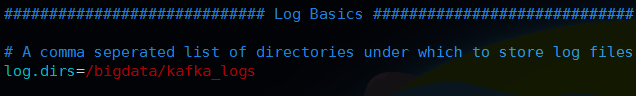 ############################# Log Basics #############################
# A comma seperated list of directories under which to store log files
log.dirs=/bigdata/kafka_logs